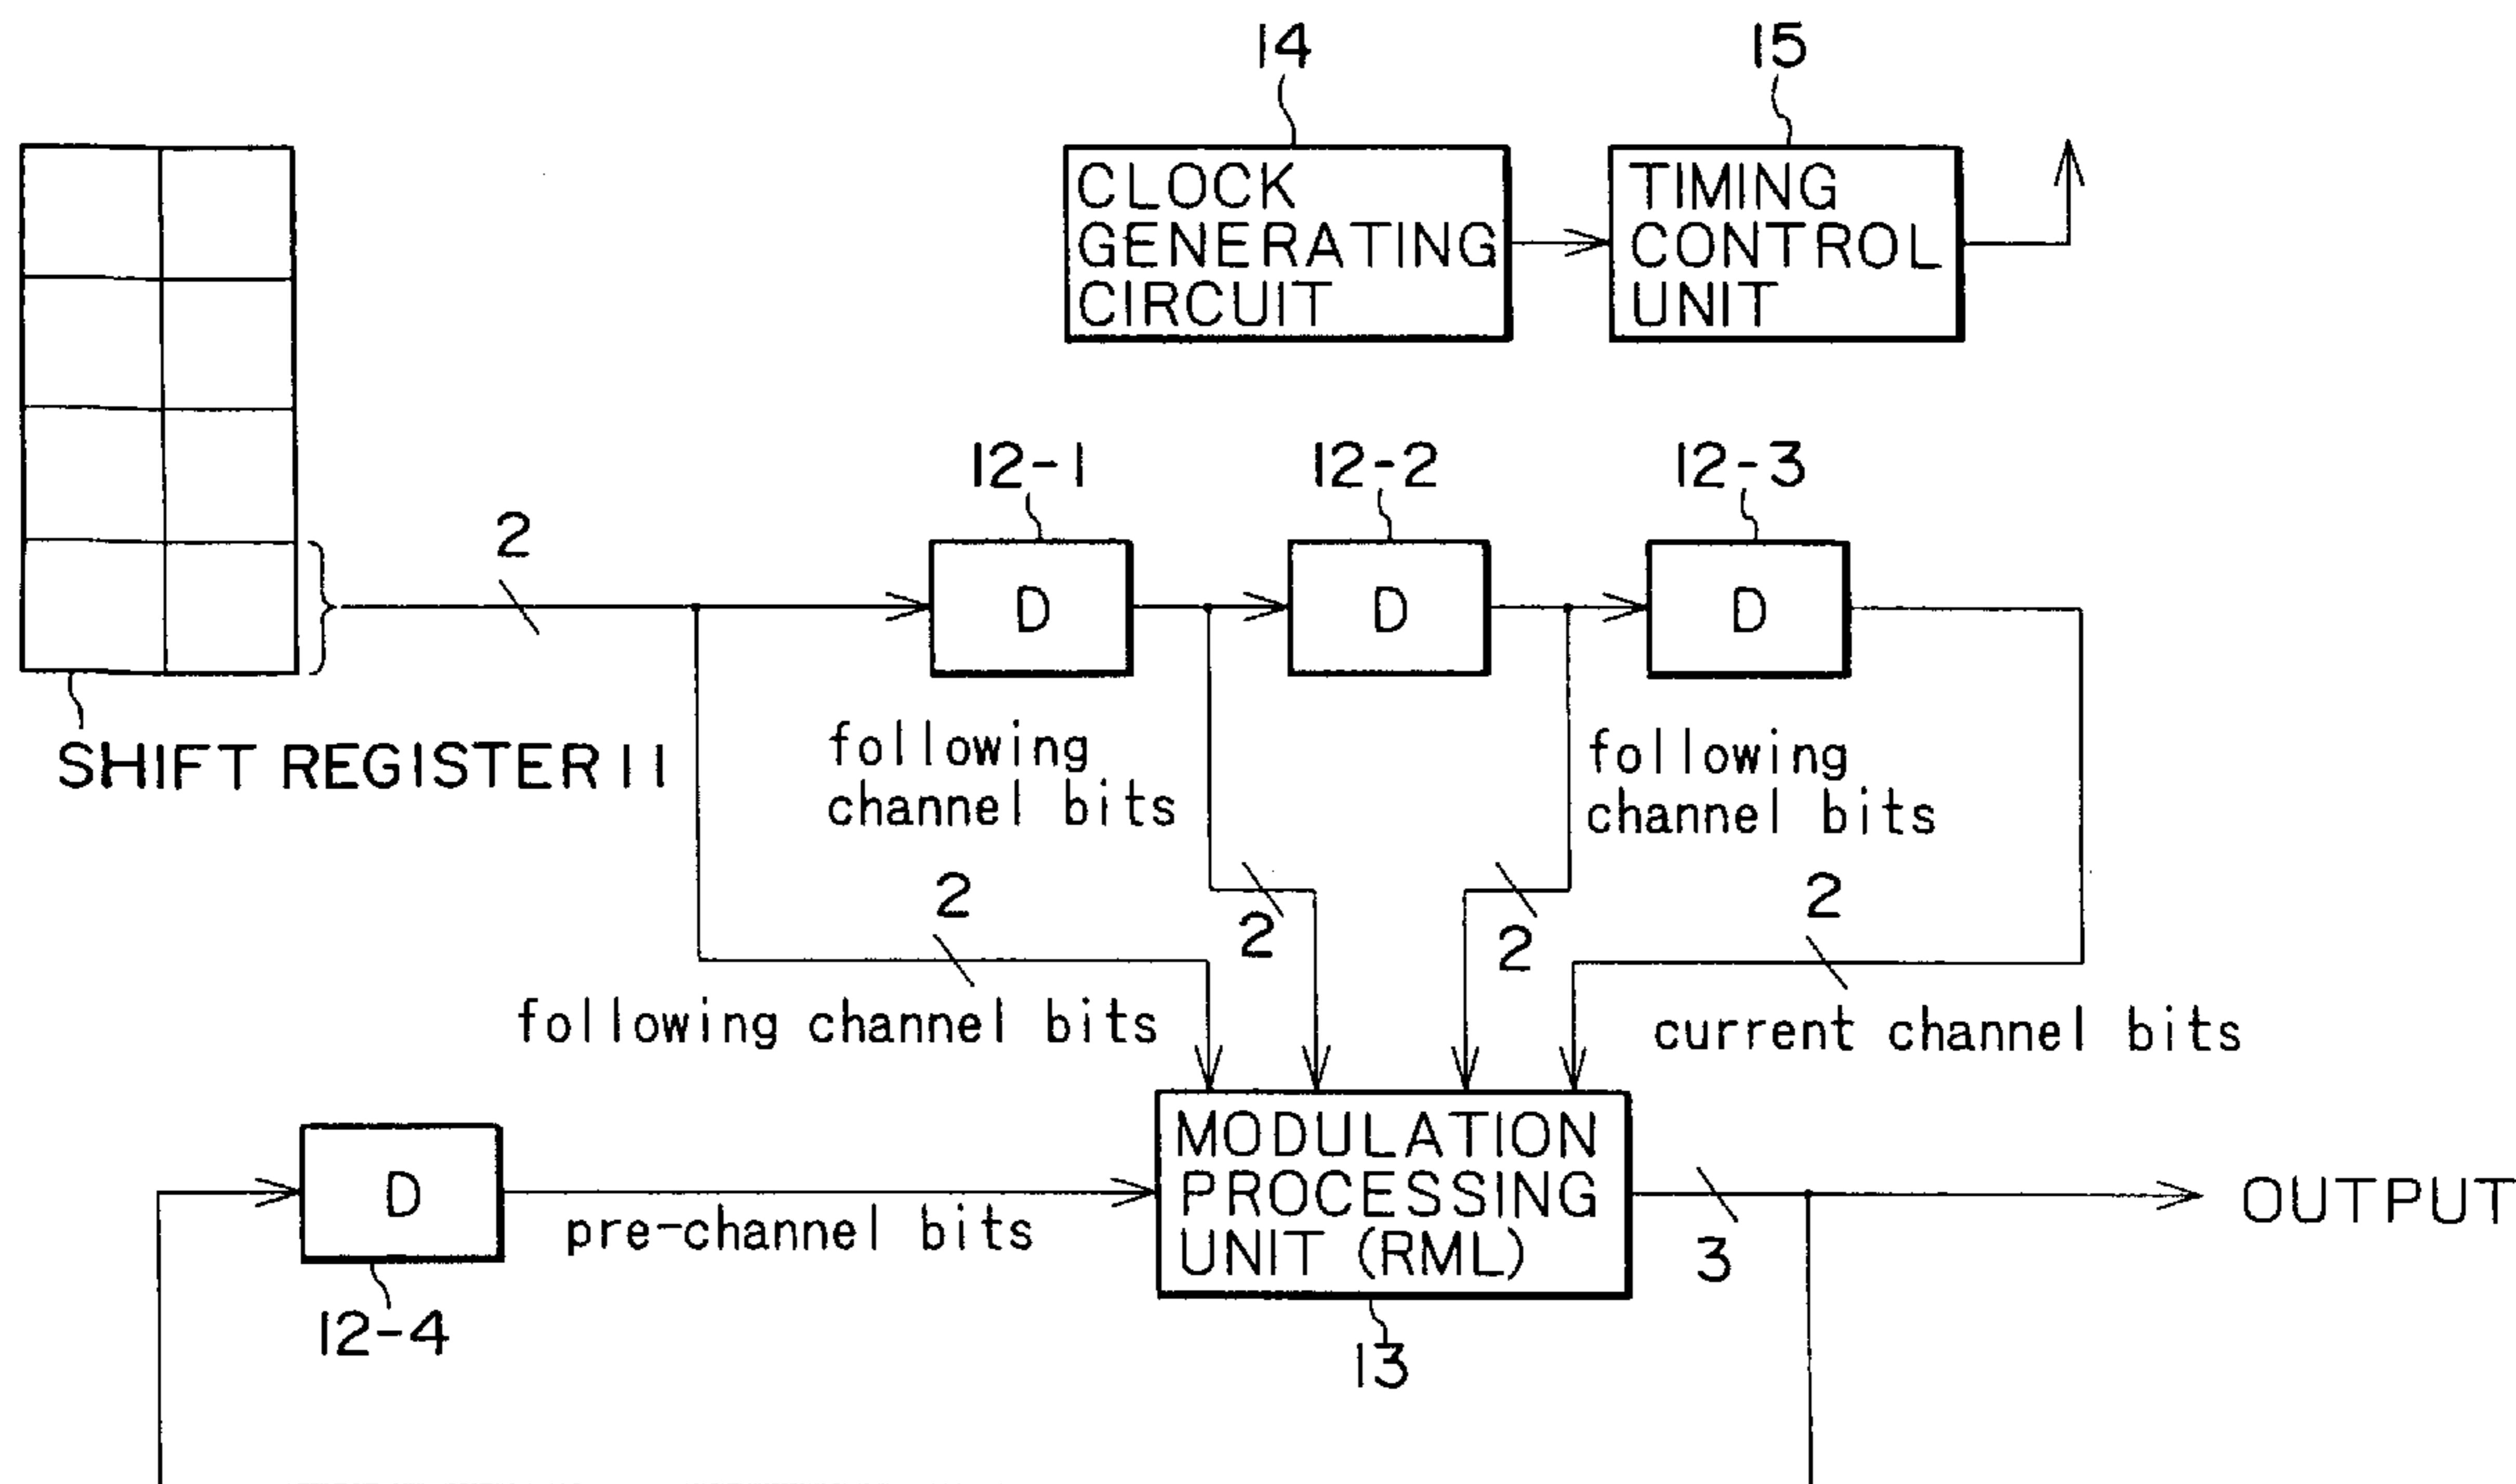 14
15
CLOCK
GENERATING
CIRCUIT
TIMING
CONTROL
UNIT
12-1
12-2
12-3
2
D
D
D
SHIFT REGISTER 11
following
channel bits
following
channel bits
2
2
2
2
following channel bits
current channel bits
D
pre-channel bits
MODULATION
PROCESSING
UNIT (RML)
3
OUTPUT
12-4
13